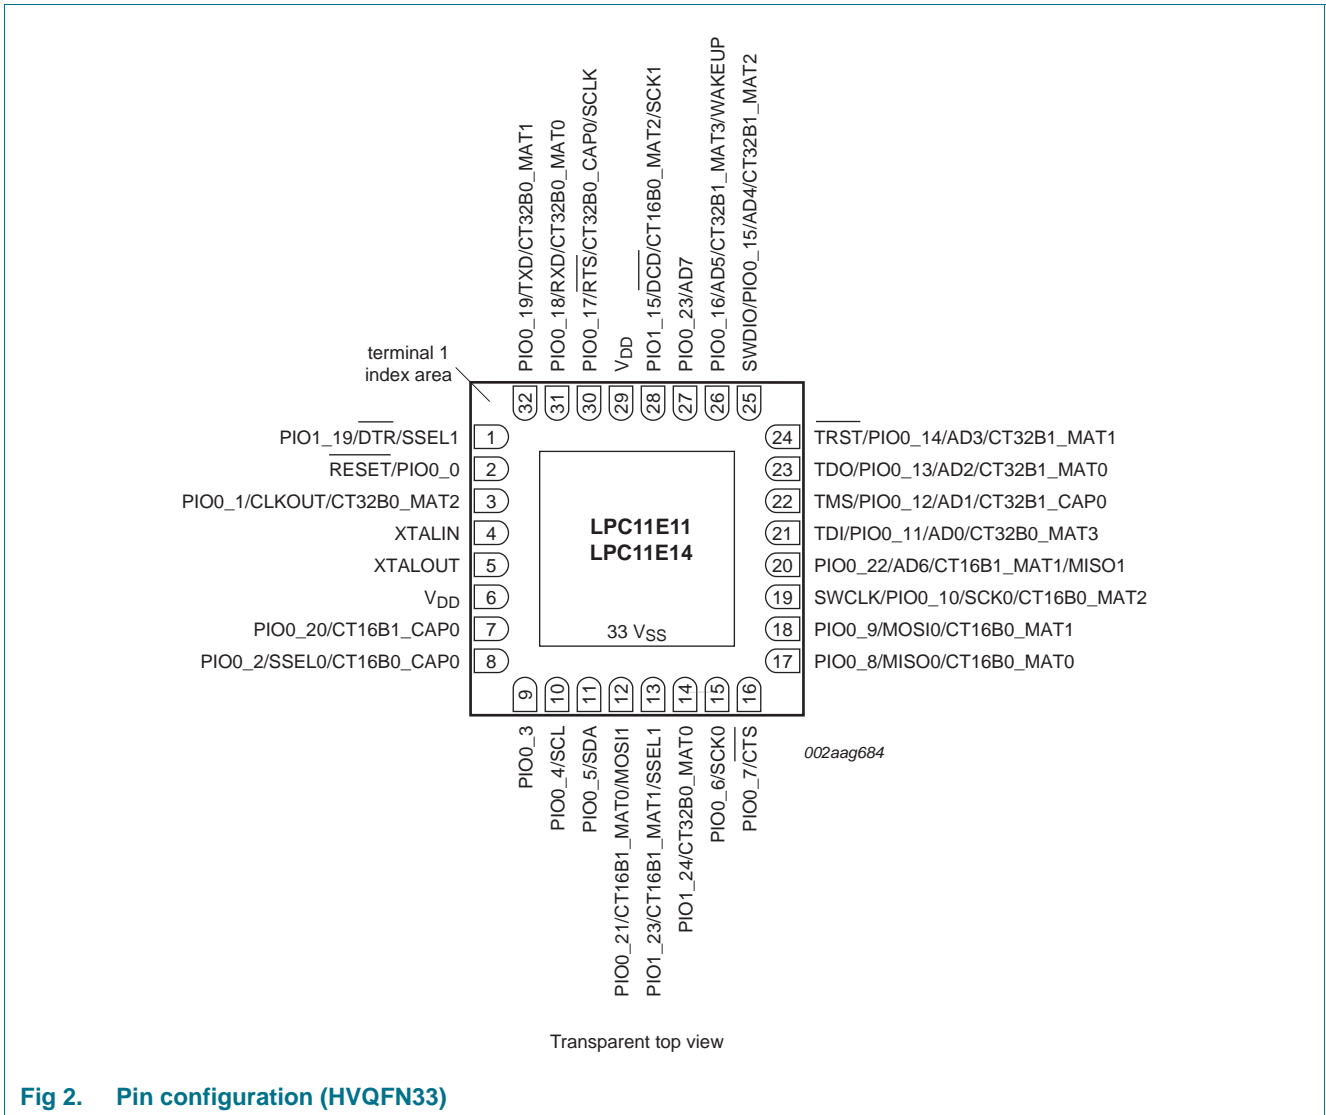 PIO0_19/TXD/CT32B0_MAT1
PIO0_18/RXD/CT32B0_MAT0
PIO0_17/RTS/CT32B0_CAP0/SCLK
VDD
PIO1_15/DCD/CT16B0_MAT2/SCK1
PIO0_23/AD7
PIO0_16/AD5/CT32B1_MAT3/WAKEUP
SWDIO/PIO0_15/AD4/CT32B1_MAT2
terminal 1
index area
32 31 30 29 28 27 26 25
PIO1_19/DTR/SSEL1 1
RESET/PIO0_0 2
PIO0_1/CLKOUT/CT32B0_MAT2 3
XTALIN 4
XTALOUT 5
VDD 6
PIO0_20/CT16B1_CAP0 7
PIO0_2/SSEL0/CT16B0_CAP0 8
LPC11E11
LPC11E14
33 VSS
24 TRST/PIO0_14/AD3/CT32B1_MAT1
23 TDO/PIO0_13/AD2/CT32B1_MAT0
22 TMS/PIO0_12/AD1/CT32B1_CAP0
21 TDI/PIO0_11/AD0/CT32B0_MAT3
20 PIO0_22/AD6/CT16B1_MAT1/MISO1
19 SWCLK/PIO0_10/SCK0/CT16B0_MAT2
18 PIO0_9/MOSI0/CT16B0_MAT1
17 PIO0_8/MISO0/CT16B0_MAT0
9 10 11 12 13 14 15 16
PIO0_3
PIO0_4/SCL
PIO0_5/SDA
PIO0_21/CT16B1_MAT0/MOSI1
PIO1_23/CT16B1_MAT1/SSEL1
PIO1_24/CT32B0_MAT0
PIO0_6/SCK0
PIO0_7/CTS
002aag684
Transparent top view
Fig 2. Pin configuration (HVQFN33)